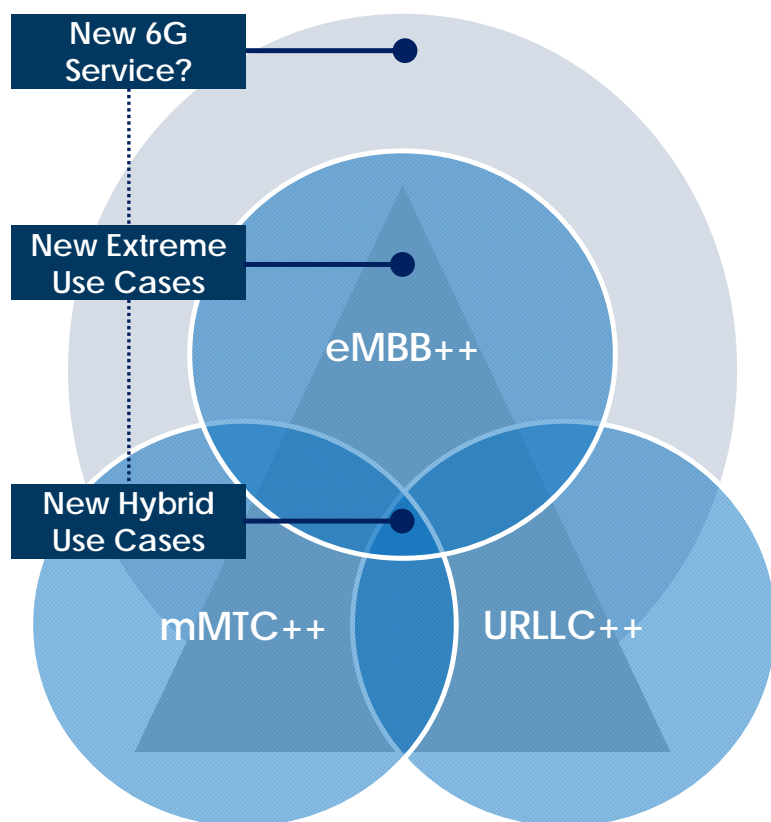 New 6G
Service?
New Extreme
Use Cases
eMBB++
New Hybrid
Use Cases
mMTC++
URLLC++